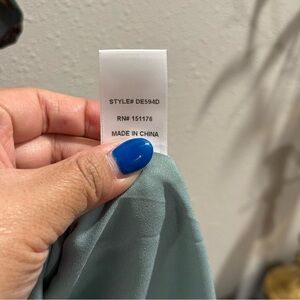 STYLE# DE594D
RN# 151176
MADE IN CHINA